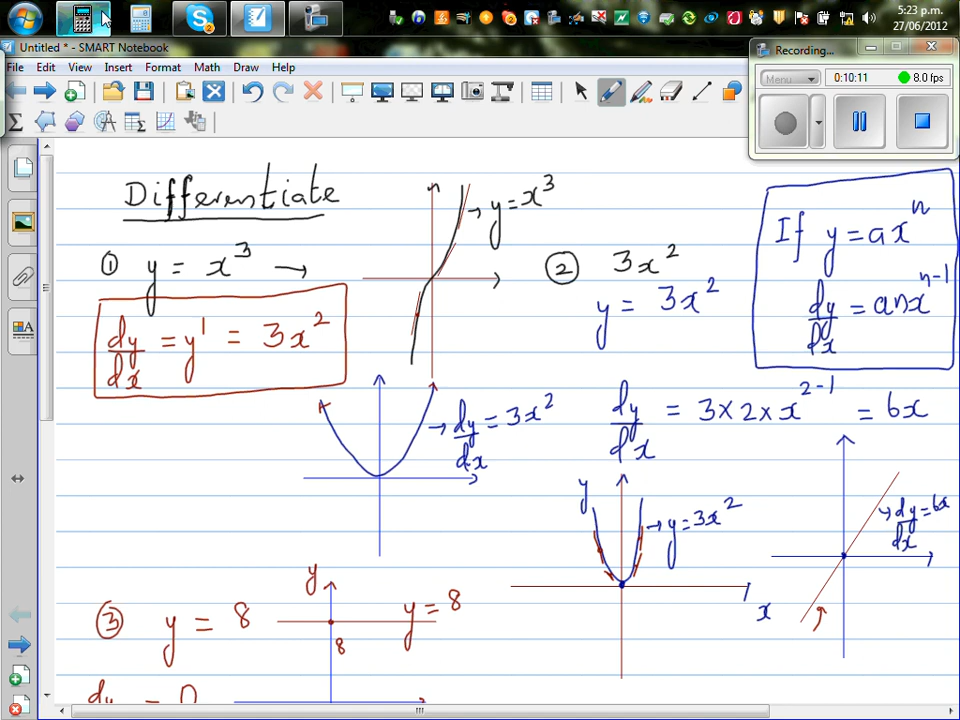 5:23 p.m.
27/06/2012
Untitled * - SMART Notebook
File Edit View Insert Format Math Draw Help
Recording...
Menu
0:10:11
8.0 fps
Differentiate
① y = x³ →
→ y = x³
dy/dx = y' = 3x²
→ dy/dx = 3x²
② 3x²
y = 3x²
If y = axⁿ
dy/dx = anxⁿ⁻¹
dy/dx = 3 × 2 × x²⁻¹ = 6x
y
→ y = 3x²
x
→ dy/dx = 6x
③ y = 8
y
y = 8
8
dy = 0